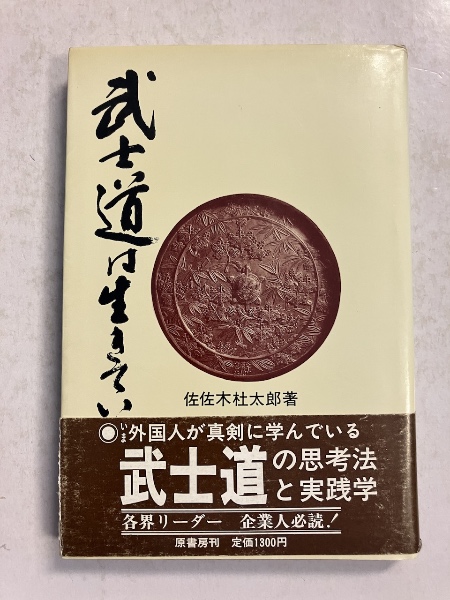 武士道は生きてい
佐佐木杜太郎著
◉いま外国人が真剣に学んでいる
武士道の思考法と実践学
各界リーダー 企業人必読!
原書房刊 定価1300円